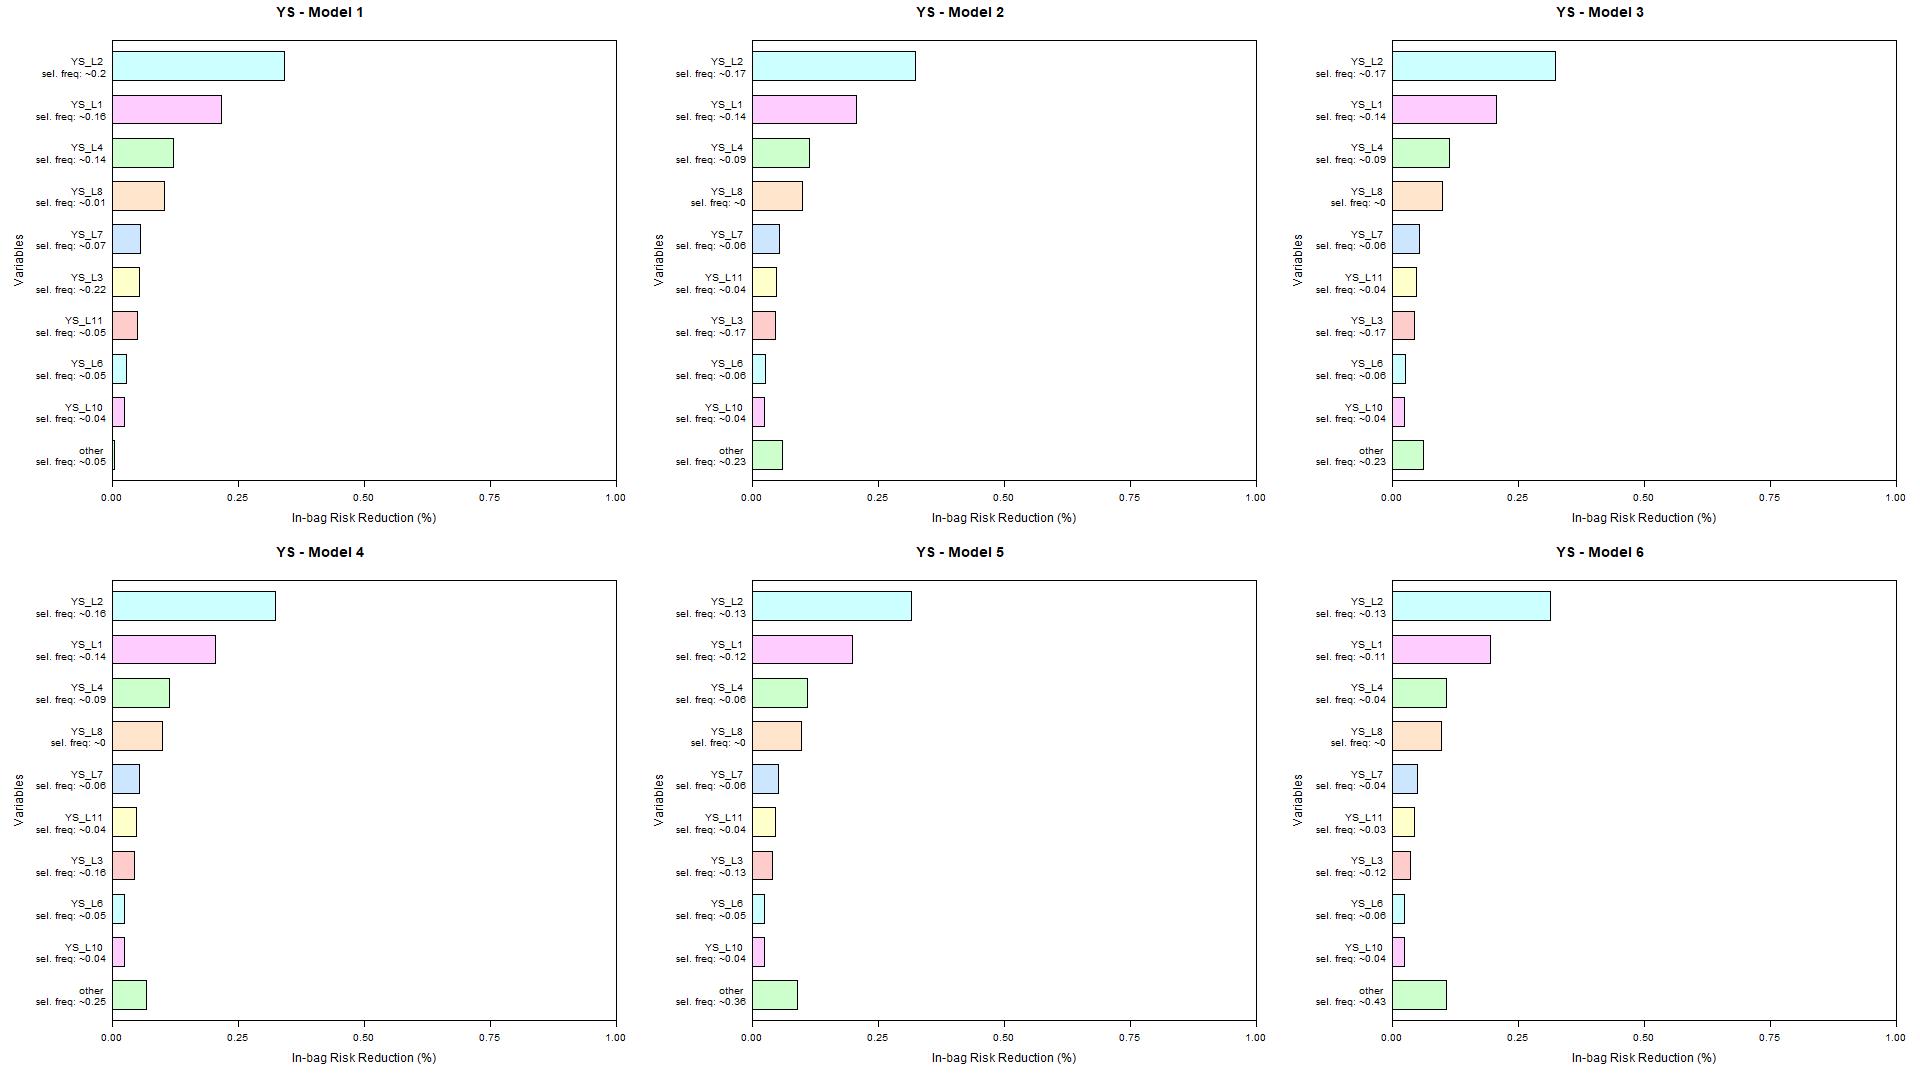 YS - Model 1
YS_L2
sel. freq: ~0.2
YS_L1
sel. freq: ~0.16
YS_L4
sel. freq: ~0.14
YS_L8
sel. freq: ~0.01
YS_L7
sel. freq: ~0.07
YS_L3
sel. freq: ~0.22
YS_L11
sel. freq: ~0.05
YS_L6
sel. freq: ~0.05
YS_L10
sel. freq: ~0.04
other
sel. freq: ~0.05
Variables
0.00 0.25 0.50 0.75 1.00
In-bag Risk Reduction (%)
YS - Model 2
YS_L2
sel. freq: ~0.17
YS_L1
sel. freq: ~0.14
YS_L4
sel. freq: ~0.09
YS_L8
sel. freq: ~0
YS_L7
sel. freq: ~0.06
YS_L11
sel. freq: ~0.04
YS_L3
sel. freq: ~0.17
YS_L6
sel. freq: ~0.06
YS_L10
sel. freq: ~0.04
other
sel. freq: ~0.23
Variables
0.00 0.25 0.50 0.75 1.00
In-bag Risk Reduction (%)
YS - Model 3
YS_L2
sel. freq: ~0.17
YS_L1
sel. freq: ~0.14
YS_L4
sel. freq: ~0.09
YS_L8
sel. freq: ~0
YS_L7
sel. freq: ~0.06
YS_L11
sel. freq: ~0.04
YS_L3
sel. freq: ~0.17
YS_L6
sel. freq: ~0.06
YS_L10
sel. freq: ~0.04
other
sel. freq: ~0.23
Variables
0.00 0.25 0.50 0.75 1.00
In-bag Risk Reduction (%)
YS - Model 4
YS_L2
sel. freq: ~0.16
YS_L1
sel. freq: ~0.14
YS_L4
sel. freq: ~0.09
YS_L8
sel. freq: ~0
YS_L7
sel. freq: ~0.06
YS_L11
sel. freq: ~0.04
YS_L3
sel. freq: ~0.16
YS_L6
sel. freq: ~0.05
YS_L10
sel. freq: ~0.04
other
sel. freq: ~0.25
Variables
0.00 0.25 0.50 0.75 1.00
In-bag Risk Reduction (%)
YS - Model 5
YS_L2
sel. freq: ~0.13
YS_L1
sel. freq: ~0.12
YS_L4
sel. freq: ~0.06
YS_L8
sel. freq: ~0
YS_L7
sel. freq: ~0.06
YS_L11
sel. freq: ~0.04
YS_L3
sel. freq: ~0.13
YS_L6
sel. freq: ~0.05
YS_L10
sel. freq: ~0.04
other
sel. freq: ~0.36
Variables
0.00 0.25 0.50 0.75 1.00
In-bag Risk Reduction (%)
YS - Model 6
YS_L2
sel. freq: ~0.13
YS_L1
sel. freq: ~0.11
YS_L4
sel. freq: ~0.04
YS_L8
sel. freq: ~0
YS_L7
sel. freq: ~0.04
YS_L11
sel. freq: ~0.03
YS_L3
sel. freq: ~0.12
YS_L6
sel. freq: ~0.06
YS_L10
sel. freq: ~0.04
other
sel. freq: ~0.43
Variables
0.00 0.25 0.50 0.75 1.00
In-bag Risk Reduction (%)